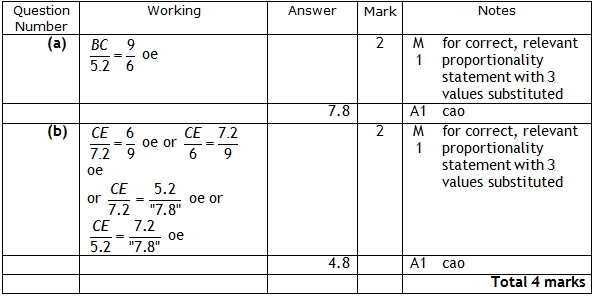 Question Number Working Answer Mark Notes
(a) BC/5.2 = 9/6 oe 2 M1 for correct, relevant
proportionality
statement with 3
values substituted
7.8 A1 cao
(b) CE/7.2 = 6/9 oe or CE/6 = 7.2/9 2 M1 for correct, relevant
oe proportionality
statement with 3
values substituted
or CE/7.2 = 5.2/"7.8" oe or
CE/5.2 = 7.2/"7.8" oe
4.8 A1 cao
Total 4 marks